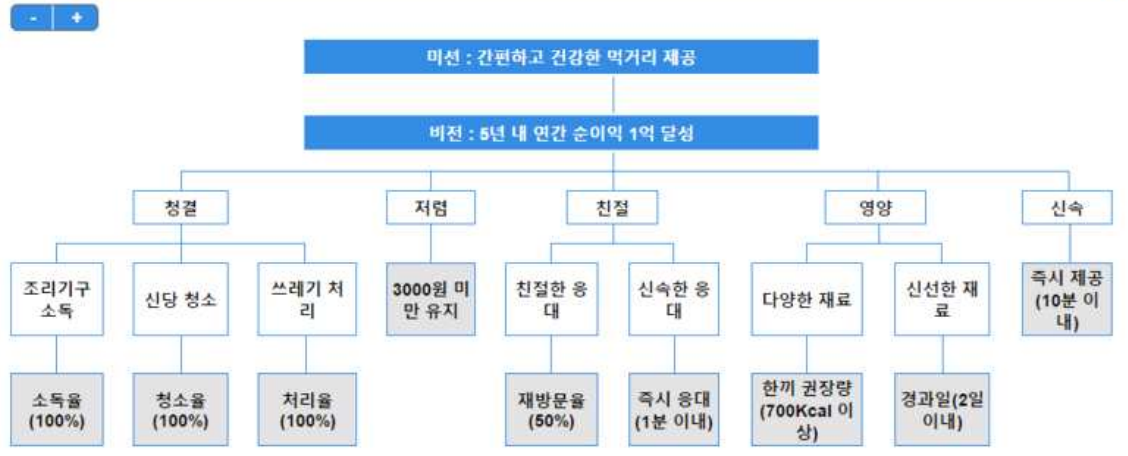 - +
미션 : 간편하고 건강한 먹거리 제공
비전 : 5년 내 연간 순이익 1억 달성
청결
저렴
친절
영양
신속
조리기구
소독
신당 청소
쓰레기 처
리
3000원 미
만 유지
친절한 응
대
신속한 응
대
다양한 재료
신선한 재
료
즉시 제공
(10분 이
내)
소독율
(100%)
청소율
(100%)
처리율
(100%)
재방문율
(50%)
즉시 응대
(1분 이내)
한끼 권장량
(700Kcal 이
상)
경과일(2일
이내)